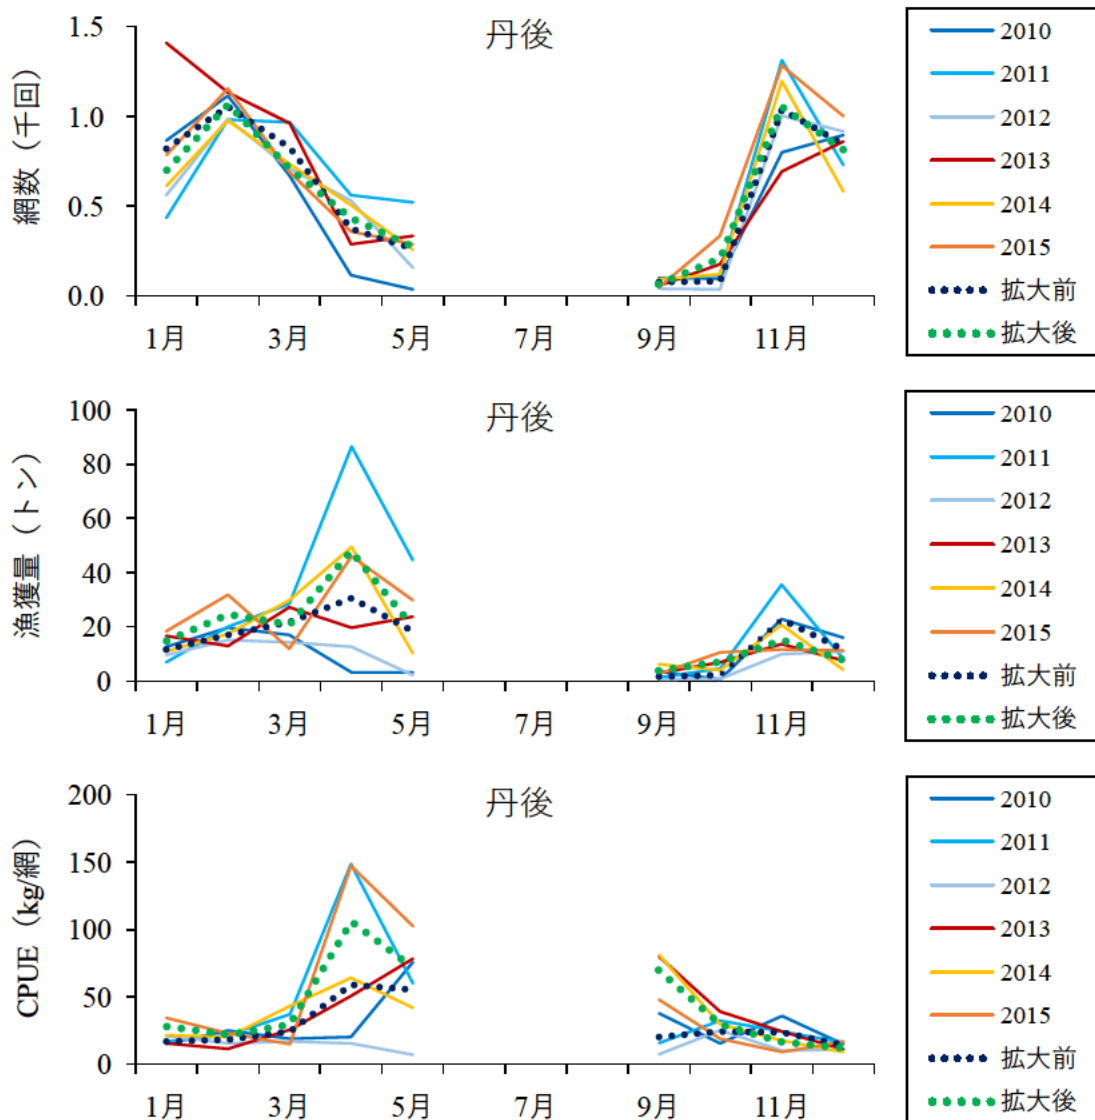 丹後
網数（千回）
1.5
1.0
0.5
0.0
1月
3月
5月
7月
9月
11月
2010
2011
2012
2013
2014
2015
拡大前
拡大後
丹後
漁獲量（トン）
100
80
60
40
20
0
1月
3月
5月
7月
9月
11月
2010
2011
2012
2013
2014
2015
拡大前
拡大後
丹後
CPUE（kg/網）
200
150
100
50
0
1月
3月
5月
7月
9月
11月
2010
2011
2012
2013
2014
2015
拡大前
拡大後